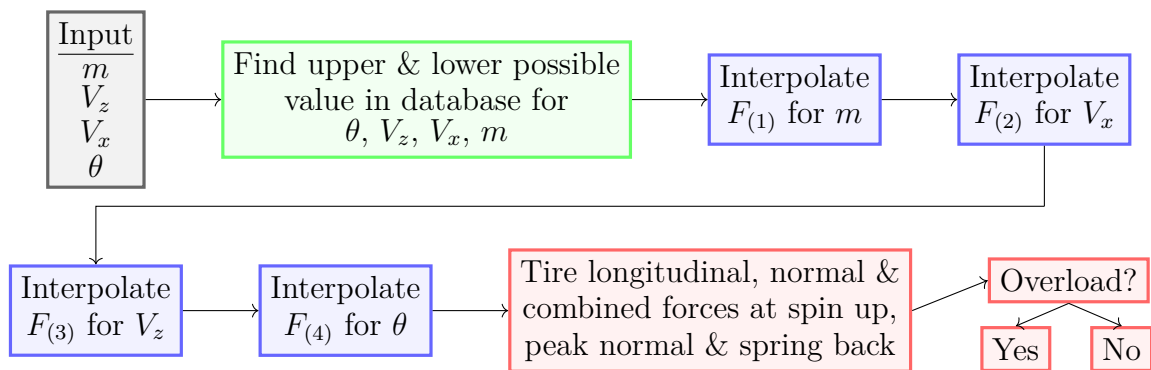 Input
m
V_z
V_x
θ
Find upper & lower possible
value in database for
θ, V_z, V_x, m
Interpolate
F_(1) for m
Interpolate
F_(2) for V_x
Interpolate
F_(3) for V_z
Interpolate
F_(4) for θ
Tire longitudinal, normal &
combined forces at spin up,
peak normal & spring back
Overload?
Yes
No